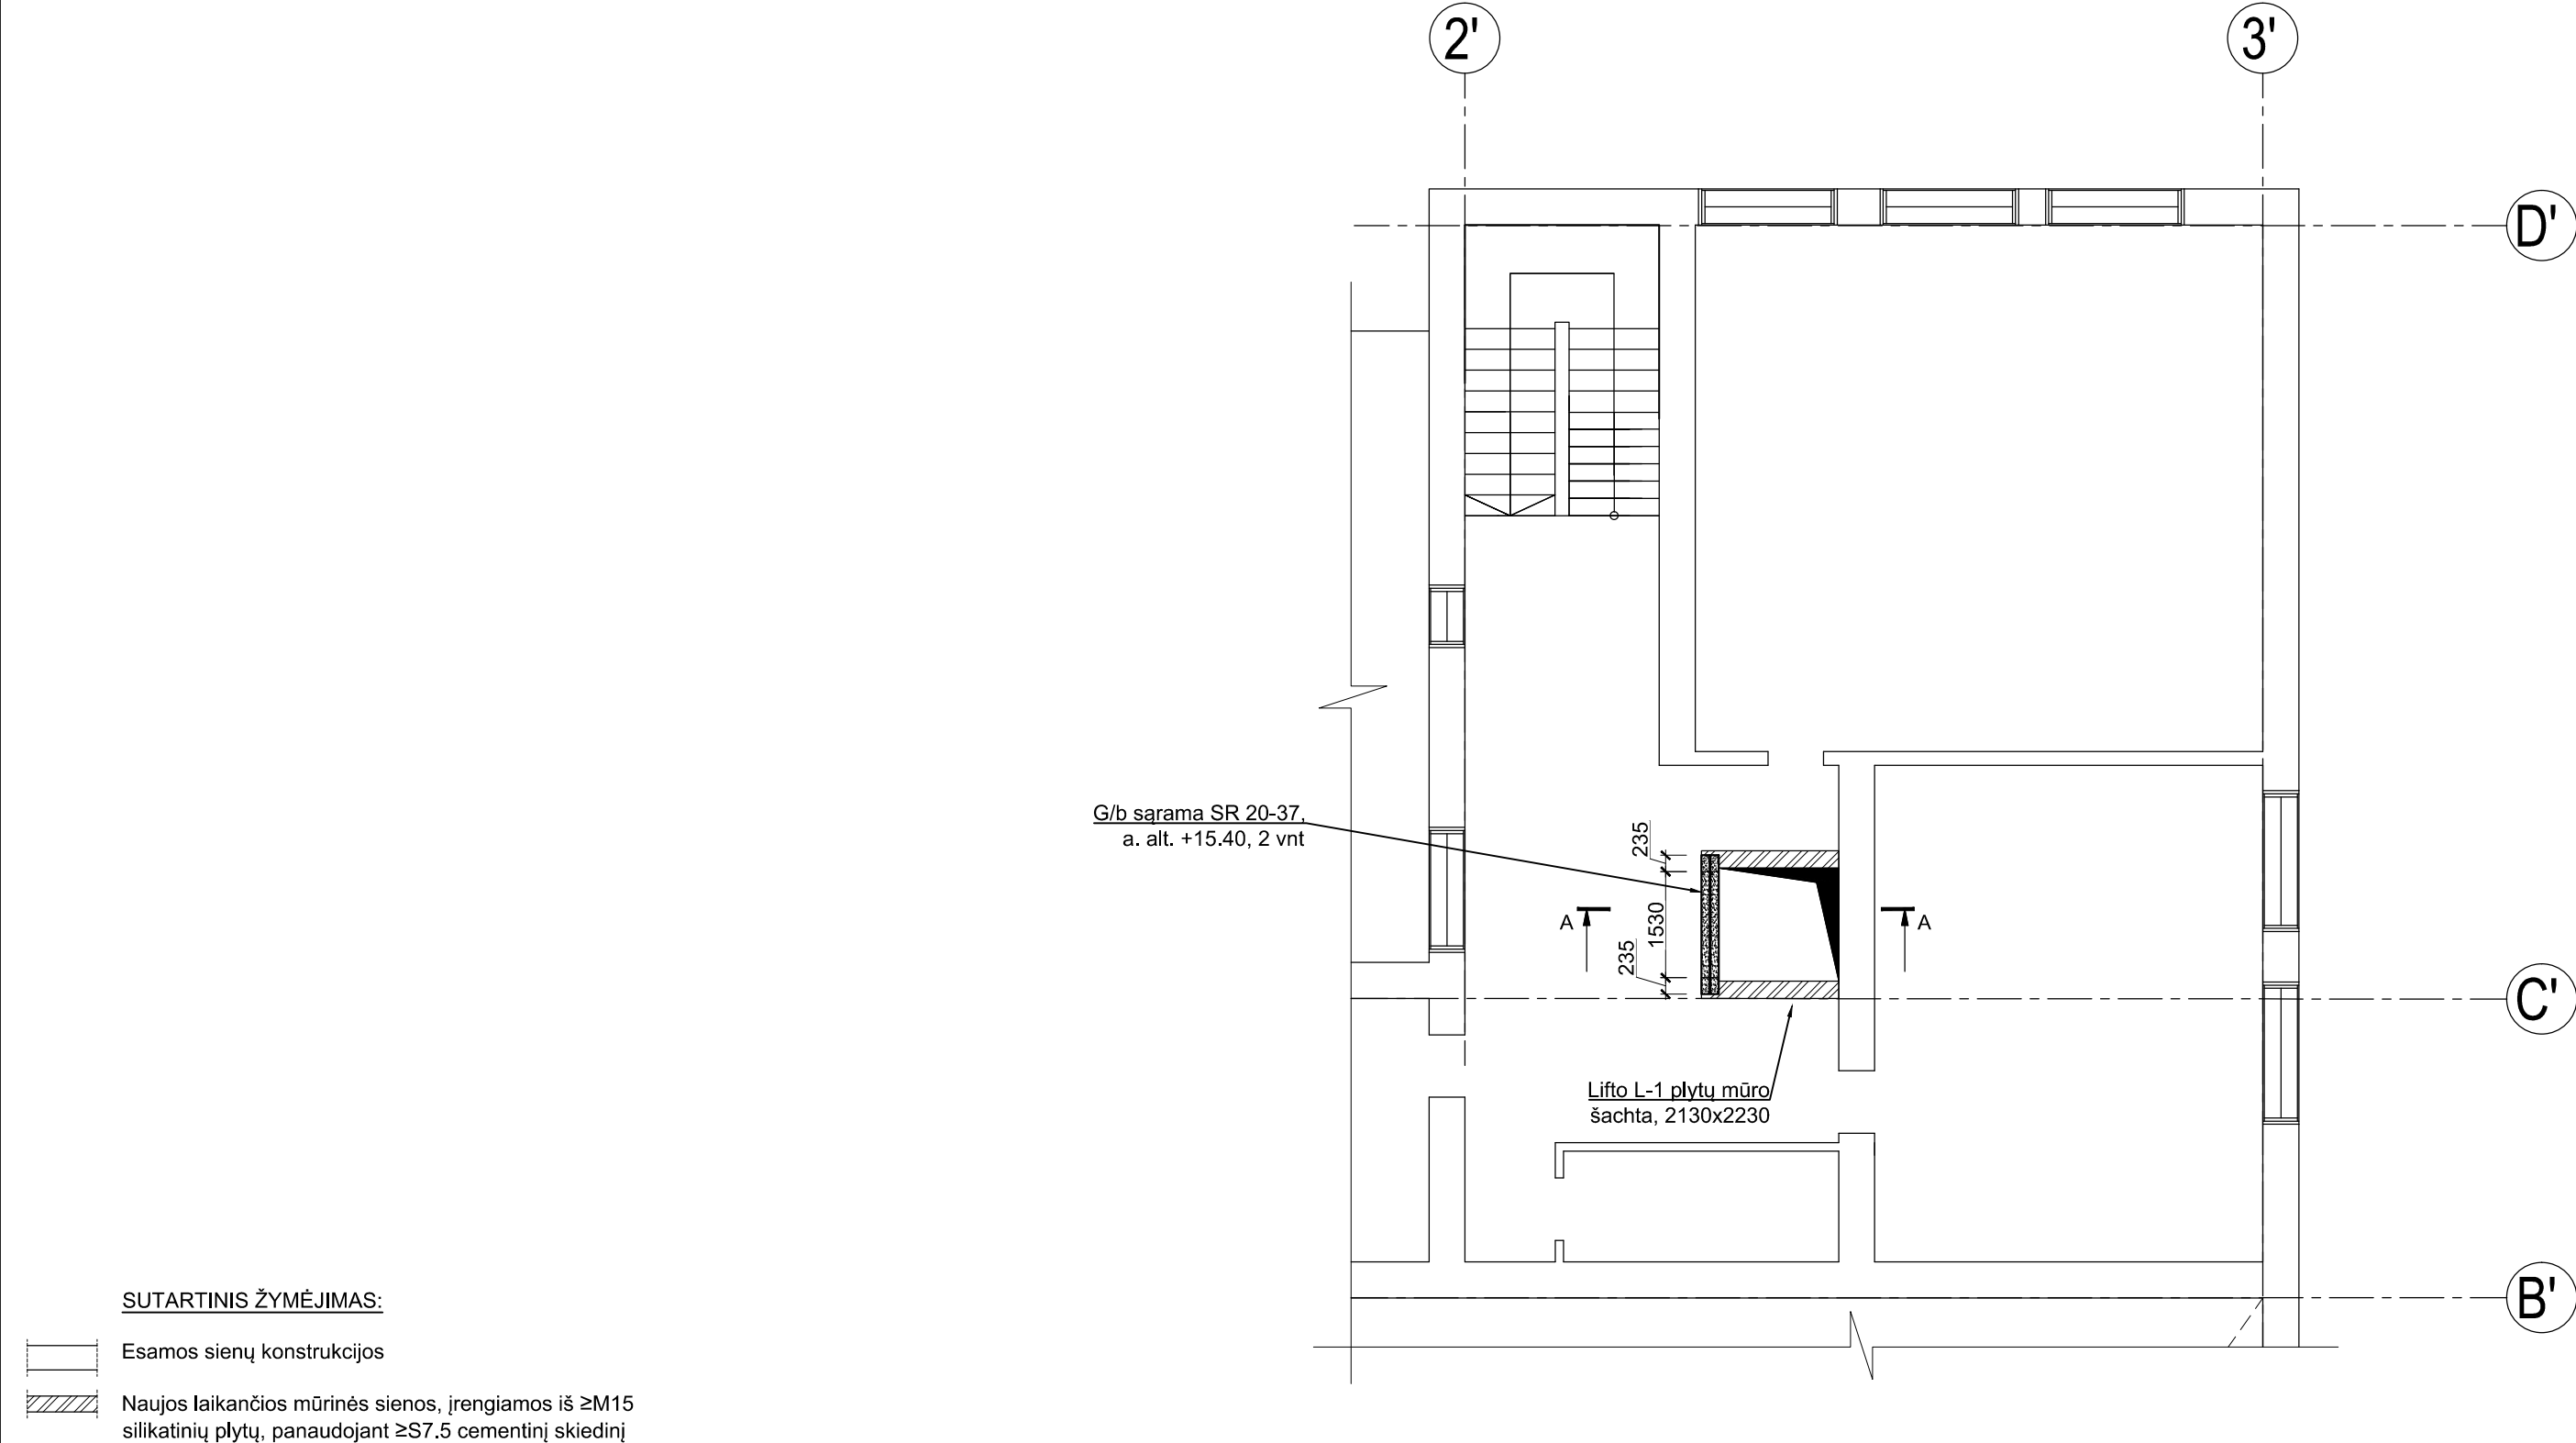 2'
3'
D'
G/b sąrama SR 20-37,
a. alt. +15.40, 2 vnt
235
1530
235
A
A
C'
Lifto L-1 plytų mūro
šachta, 2130x2230
B'
SUTARTINIS ŽYMĖJIMAS:
Esamos sienų konstrukcijos
Naujos laikančios mūrinės sienos, įrengiamos iš ≥M15
silikatinių plytų, panaudojant ≥S7.5 cementinį skiedinį